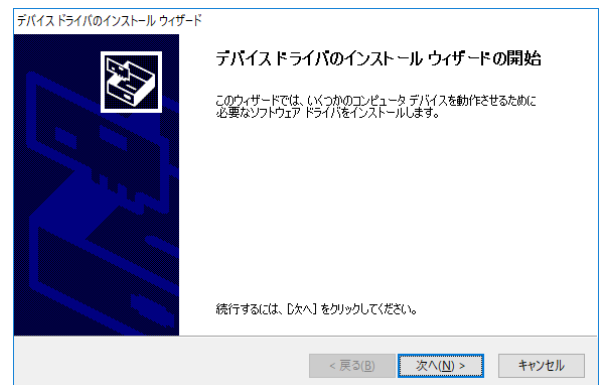 デバイス ドライバのインストール ウィザード
デバイス ドライバのインストール ウィザードの開始
このウィザードでは、いくつかのコンピュータ デバイスを動作させるために
必要なソフトウェア ドライバをインストールします。
続行するには、[次へ] をクリックしてください。
< 戻る(B)
次へ(N) >
キャンセル